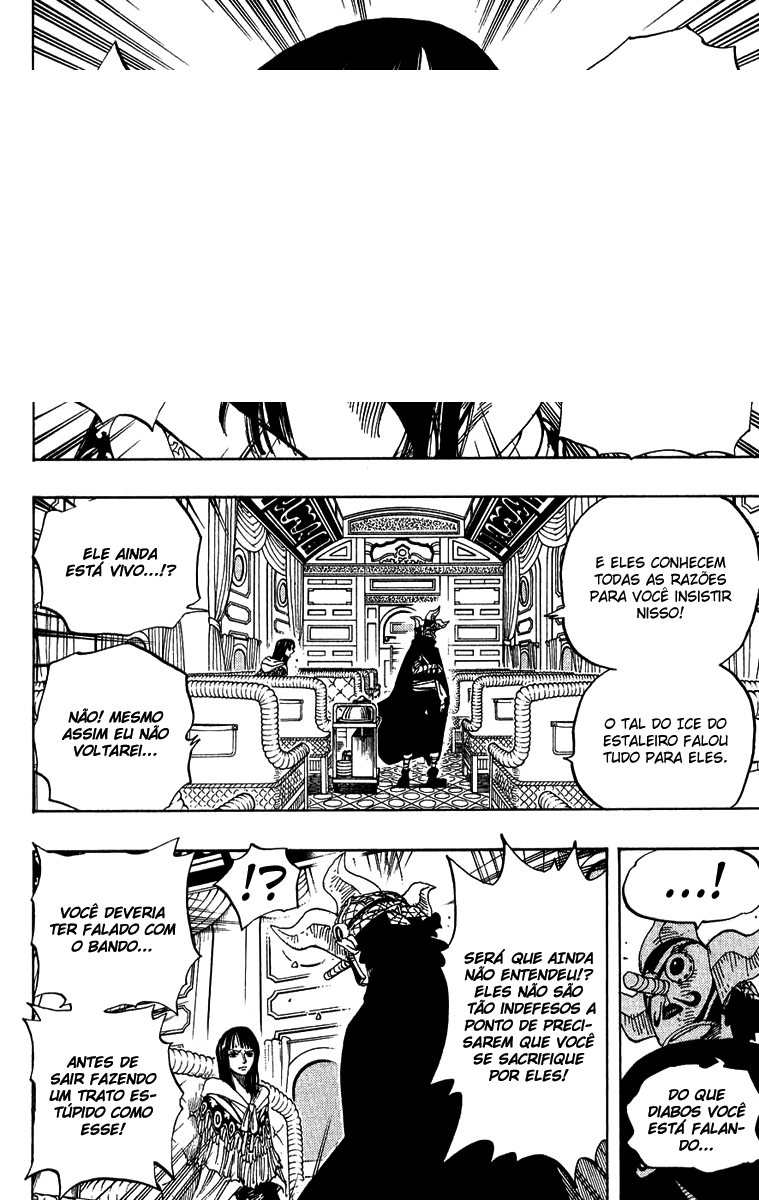 E ELES CONHECEM
TODAS AS RAZÕES
PARA VOCÊ INSISTIR
NISSO!
O TAL DO ICE DO
ESTALEIRO FALOU
TUDO PARA ELES.
ELE AINDA
ESTÁ VIVO...!?
NÃO! MESMO
ASSIM EU NÃO
VOLTAREI...
...!
DO QUE
DIABOS VOCÊ
ESTÁ FALAN-
DO...
SERÁ QUE AINDA
NÃO ENTENDEU!?
ELES NÃO SÃO
TÃO INDEFESOS A
PONTO DE PRECI-
SAREM QUE VOCÊ
SE SACRIFIQUE
POR ELES!
!?
VOCÊ DEVERIA
TER FALADO COM
O BANDO...
ANTES DE
SAIR FAZENDO
UM TRATO ES-
TÚPIDO COMO
ESSE!